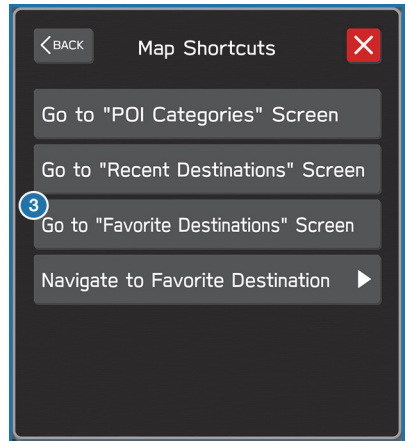 BACK
Map Shortcuts
Go to "POI Categories" Screen
Go to "Recent Destinations" Screen
3
Go to "Favorite Destinations" Screen
Navigate to Favorite Destination